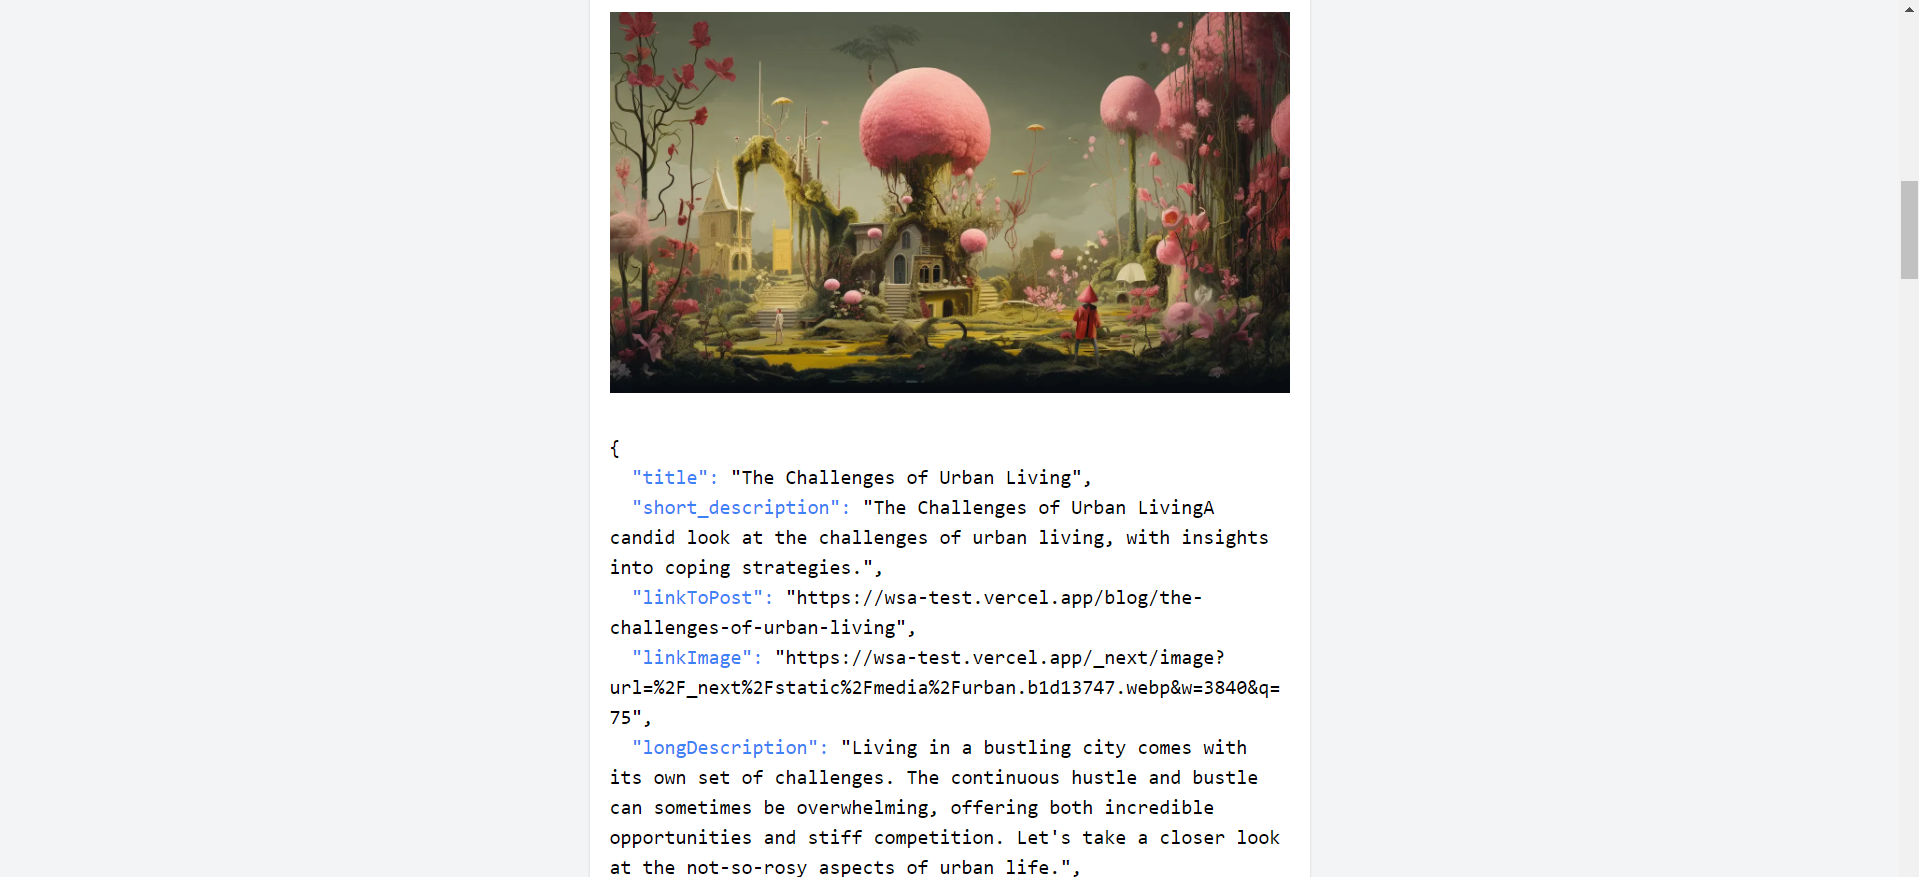 {
"title": "The Challenges of Urban Living",
"short_description": "The Challenges of Urban LivingA
candid look at the challenges of urban living, with insights
into coping strategies.",
"linkToPost": "https://wsa-test.vercel.app/blog/the-
challenges-of-urban-living",
"linkImage": "https://wsa-test.vercel.app/_next/image?
url=%2F_next%2Fstatic%2Fmedia%2Furban.b1d13747.webp&w=3840&q=
75",
"longDescription": "Living in a bustling city comes with
its own set of challenges. The continuous hustle and bustle
can sometimes be overwhelming, offering both incredible
opportunities and stiff competition. Let's take a closer look
at the not-so-rosy aspects of urban life.",